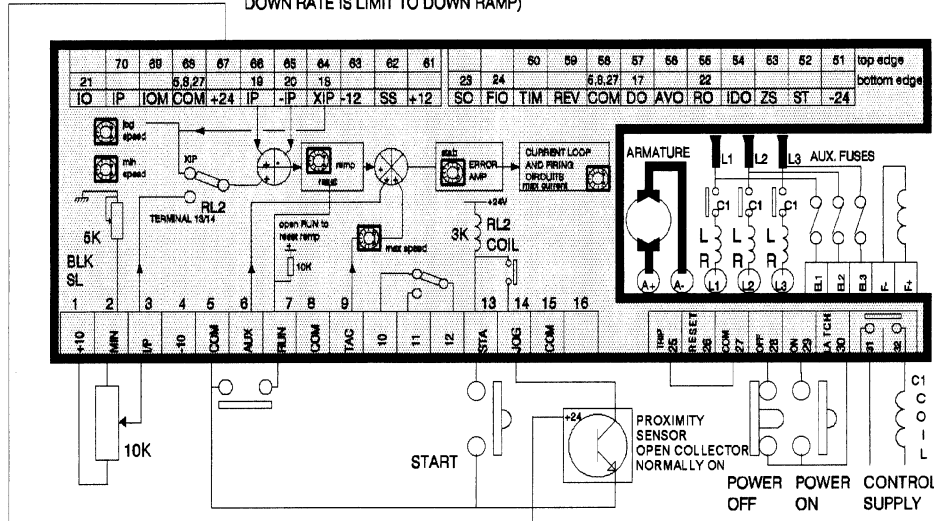 DOWN RATE IS LIMIT TO DOWN RAMP)
70 69 68 67 66 65 64 63 62 61 60 59 58 57 56 55 54 53 52 51 top edge
21 6,8,27 19 20 18 23 24 6,8,27 17 22 bottom edge
IO IP IOM COM +24 IP -IP XIP -12 SS +12 SO FIO TIM REV COM DO AVO RO IDO ZS ST -24
log speed
min speed
XIP
RL2
TERMINAL 13/14
5K
BLK
SL
+ - +
ramp
reset
open RUN to
reset ramp
10K
max speed
stab
ERROR
AMP
CURRENT LOOP
AND FIRING
CIRCUITS
max current
+24V
3K
RL2
COIL
ARMATURE
L1 L2 L3 AUX. FUSES
C1 C1 C1
L L L
R R R
A+ A- L1 L2 L3 EL1 EL2 EL3 F- F+
1 2 3 4 5 6 7 8 9 10 11 12 13 14 15 16
+10 MIN I/P -10 COM AUX RUN COM TAC STA JOG COM
TRIP 25
RESET 26
COM 27
OFF 28
ON 29
LATCH 30
31
32
10K
START
+24
PROXIMITY
SENSOR
OPEN COLLECTOR
NORMALLY ON
POWER
OFF
POWER
ON
C1
COIL
CONTROL
SUPPLY